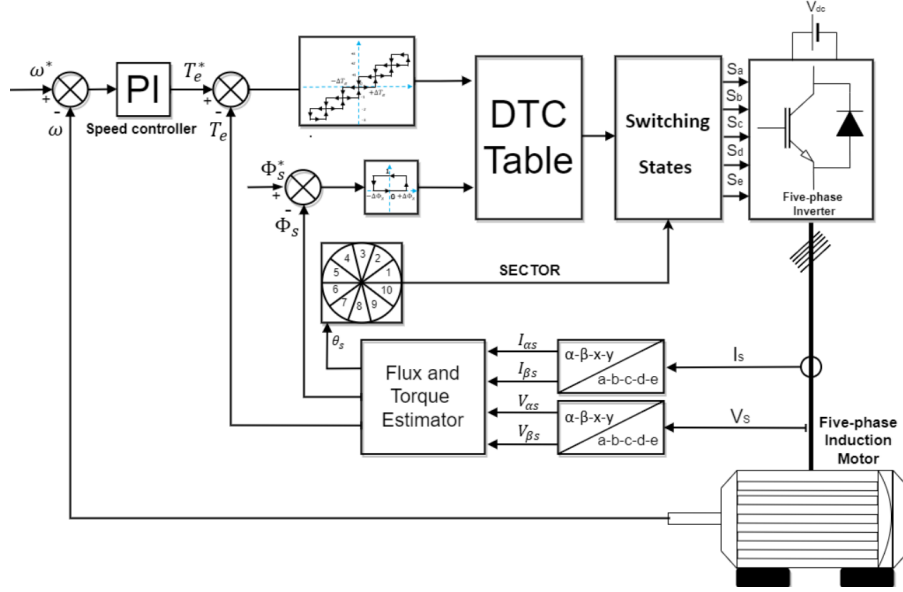 V_dc
ω*
+
-
ω
PI
Speed controller
T_e*
+
-
T_e
−ΔT_e
+ΔT_e
DTC
Table
Switching
States
S_a
S_b
S_c
S_d
S_e
Five-phase
Inverter
Φ_s*
+
-
Φ_s
−ΔΦ_s
0
+ΔΦ_s
1
2
3
4
5
6
7
8
9
10
SECTOR
θ_s
Flux and
Torque
Estimator
I_αs
I_βs
V_αs
V_βs
α-β-x-y
a-b-c-d-e
α-β-x-y
a-b-c-d-e
I_s
V_s
Five-phase
Induction
Motor